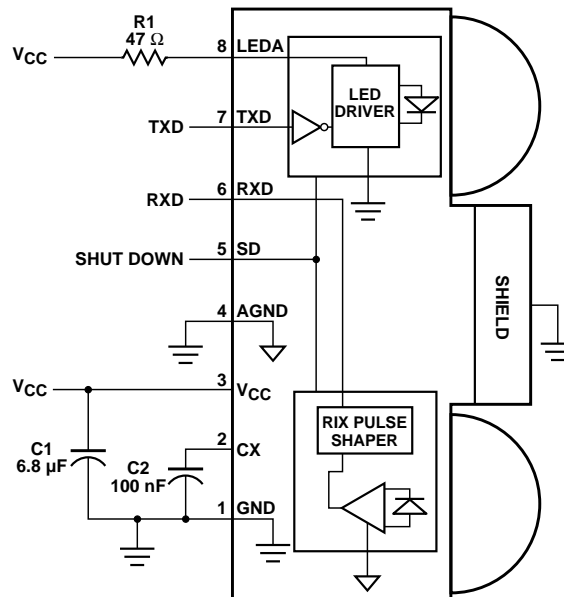 R1
47 Ω
VCC
8 LEDA
LED
DRIVER
TXD
7 TXD
6 RXD
RXD
SHUT DOWN
5 SD
SHIELD
4 AGND
VCC
3 VCC
RIX PULSE
SHAPER
2 CX
C1
6.8 µF
C2
100 nF
1 GND